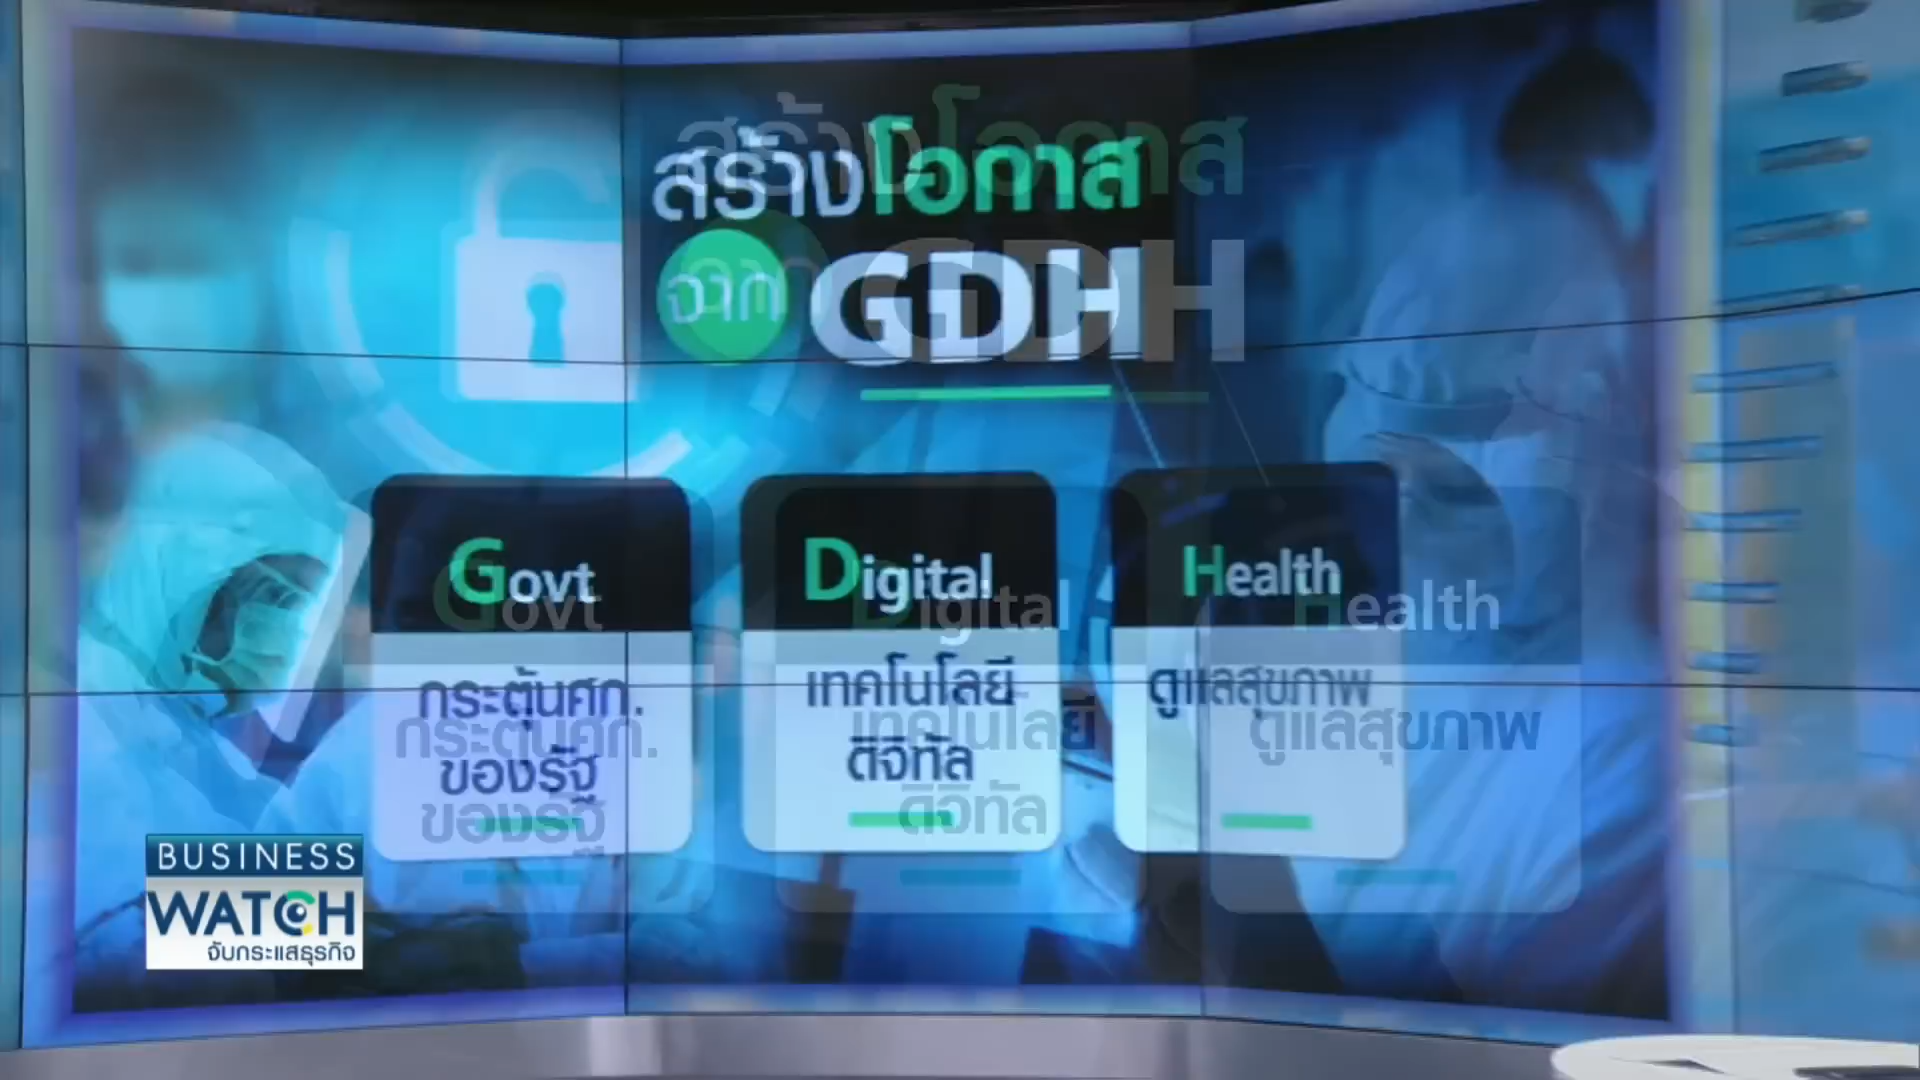 สร้างโอกาส
จาก GDH
Govt
กระตุ้นศก.
ของรัฐ
Digital
เทคโนโลยี
ดิจิทัล
Health
ดูแลสุขภาพ
BUSINESS
WATCH
จับกระแสธุรกิจ